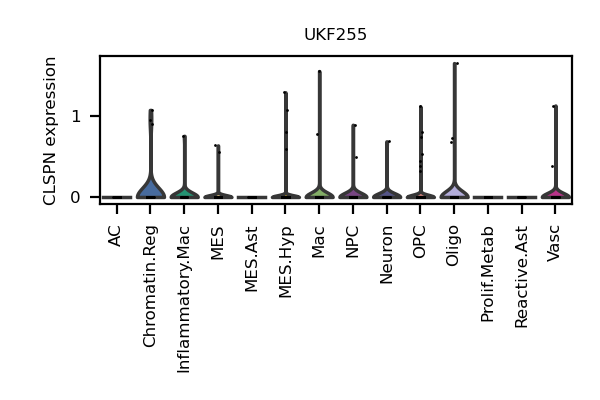 UKF255
CLSPN expression
1
0
AC
Chromatin.Reg
Inflammatory.Mac
MES
MES.Ast
MES.Hyp
Mac
NPC
Neuron
OPC
Oligo
Prolif.Metab
Reactive.Ast
Vasc